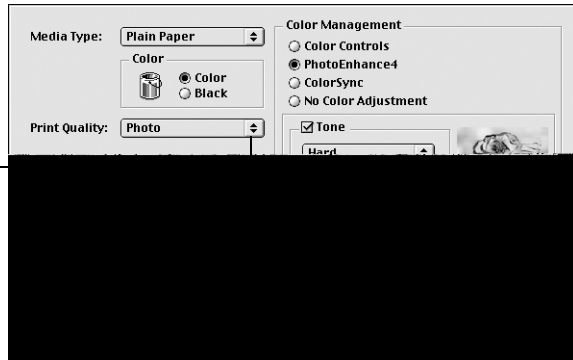 Media Type: Plain Paper
Color
Color
Black
Print Quality: Photo
Color Management
Color Controls
PhotoEnhance4
ColorSync
No Color Adjustment
Tone
Hard